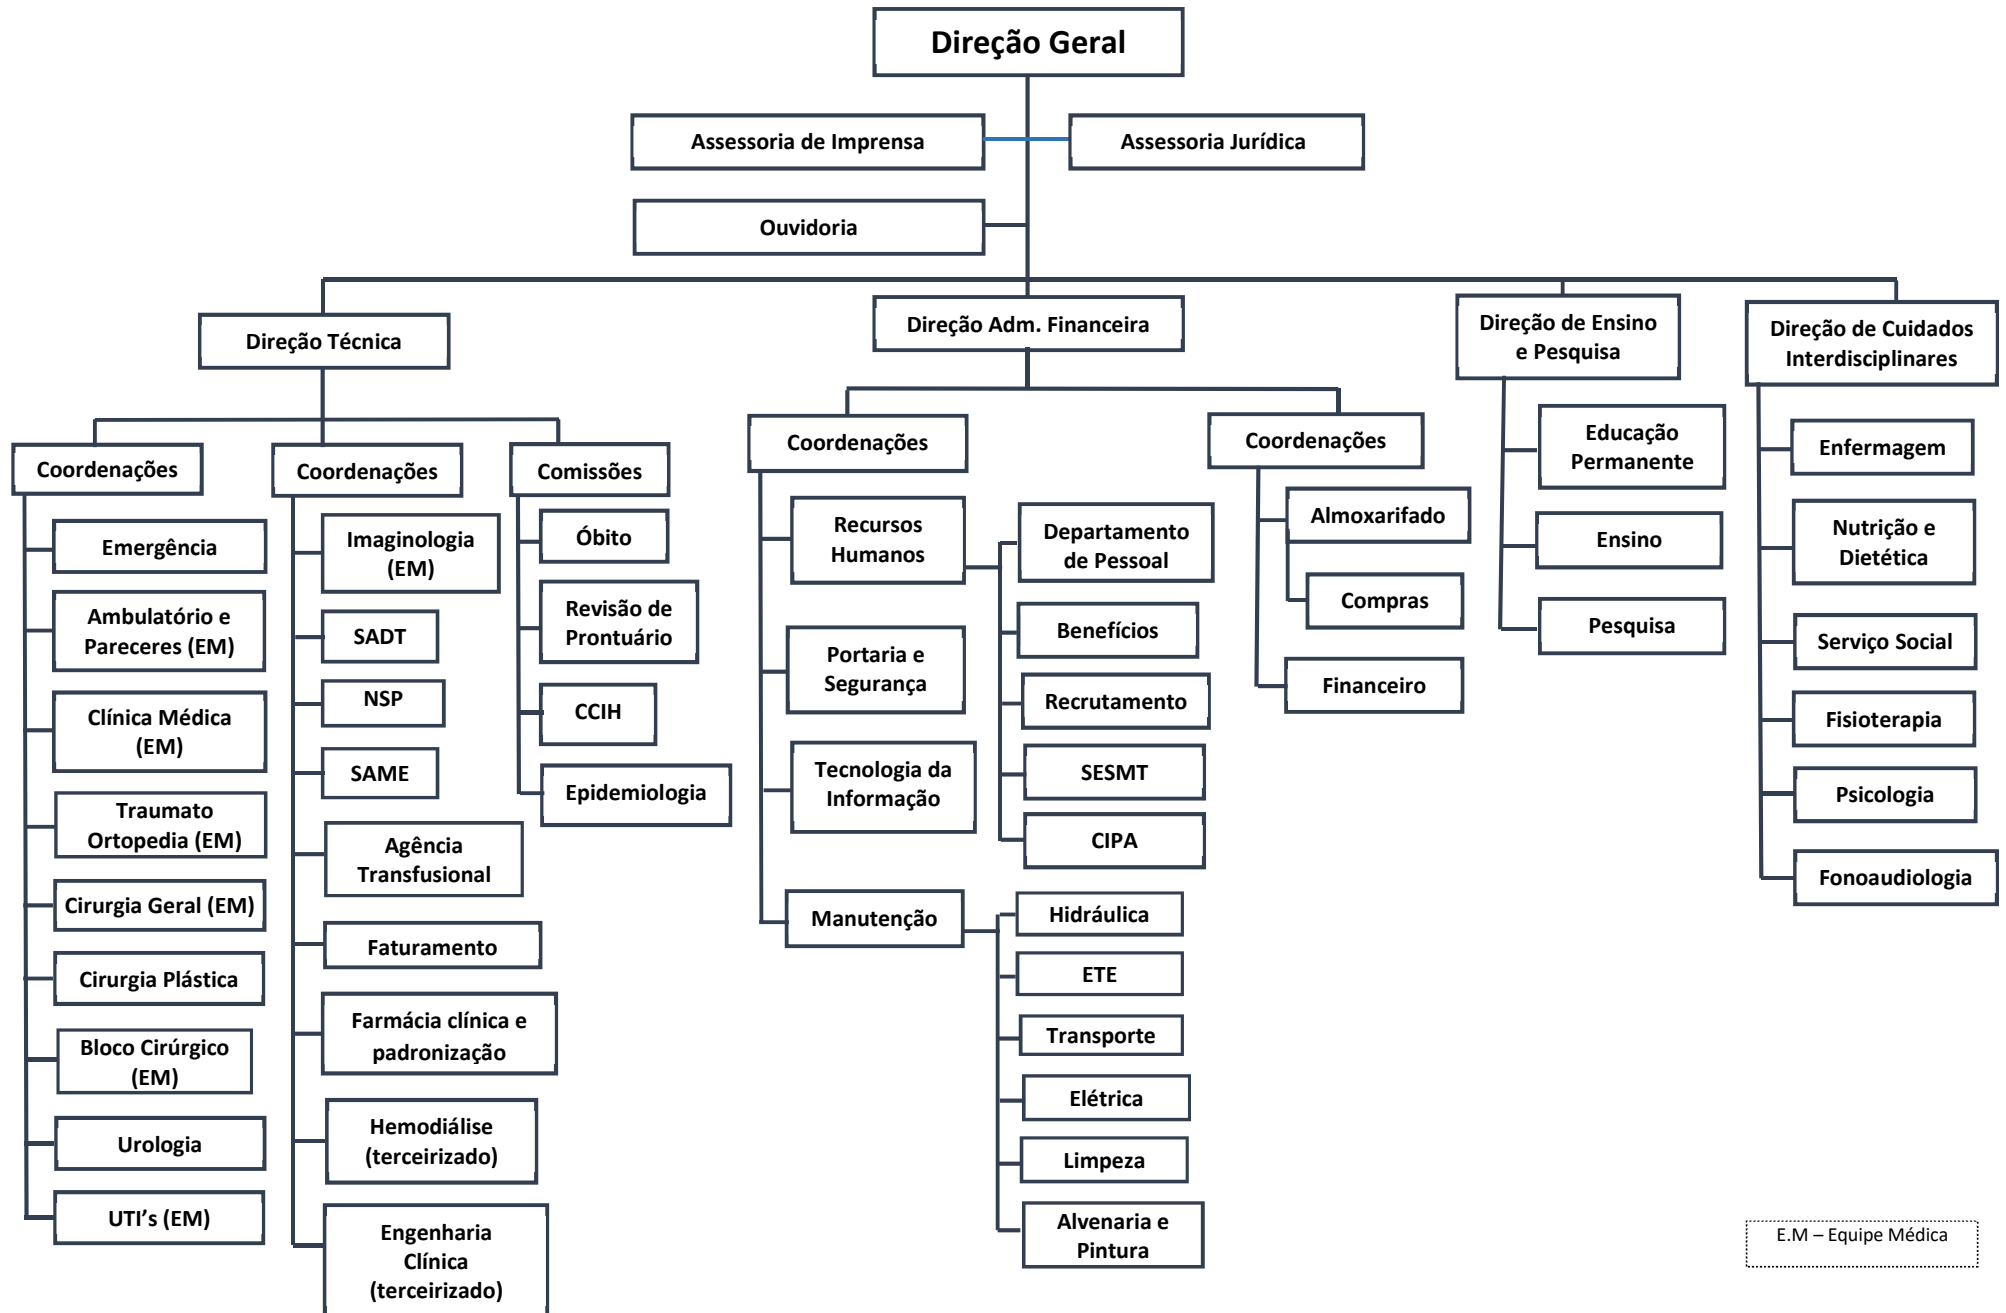 Direção Geral
Assessoria de Imprensa
Assessoria Jurídica
Ouvidoria
Direção Técnica
Coordenações
Emergência
Ambulatório e
Pareceres (EM)
Clínica Médica
(EM)
Traumato
Ortopedia (EM)
Cirurgia Geral (EM)
Cirurgia Plástica
Bloco Cirúrgico
(EM)
Urologia
UTI’s (EM)
Coordenações
Imaginologia
(EM)
SADT
NSP
SAME
Agência
Transfusional
Faturamento
Farmácia clínica e
padronização
Hemodiálise
(terceirizado)
Engenharia
Clínica
(terceirizado)
Comissões
Óbito
Revisão de
Prontuário
CCIH
Epidemiologia
Direção Adm. Financeira
Coordenações
Recursos
Humanos
Departamento
de Pessoal
Benefícios
Recrutamento
SESMT
CIPA
Portaria e
Segurança
Tecnologia da
Informação
Manutenção
Hidráulica
ETE
Transporte
Elétrica
Limpeza
Alvenaria e
Pintura
Coordenações
Almoxarifado
Compras
Financeiro
Direção de Ensino
e Pesquisa
Educação
Permanente
Ensino
Pesquisa
Direção de Cuidados
Interdisciplinares
Enfermagem
Nutrição e
Dietética
Serviço Social
Fisioterapia
Psicologia
Fonoaudiologia
E.M – Equipe Médica